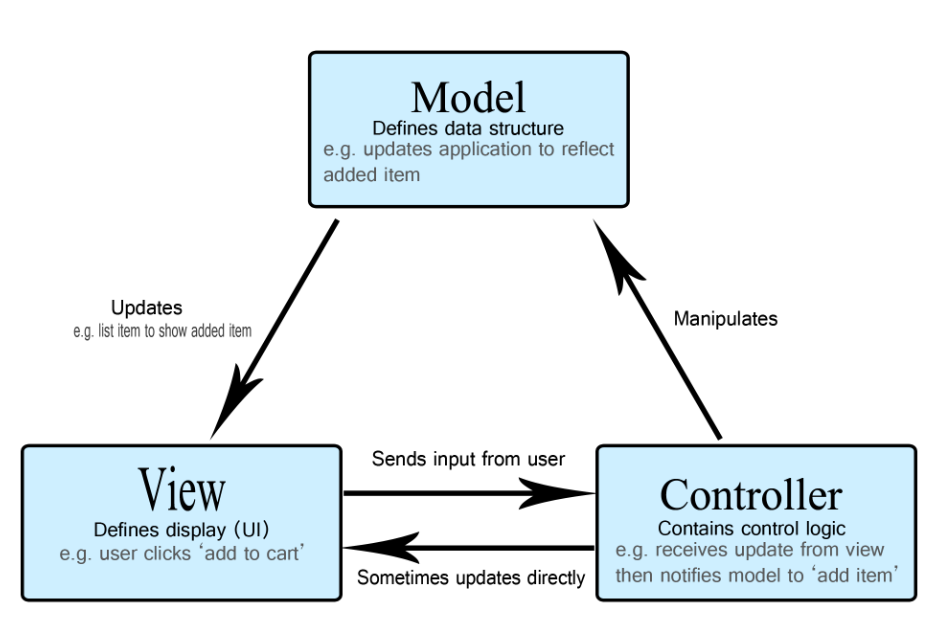 Model
Defines data structure
e.g. updates application to reflect
added item
Updates
e.g. list item to show added item
Manipulates
Sends input from user
View
Defines display (UI)
e.g. user clicks ‘add to cart’
Controller
Contains control logic
e.g. receives update from view
then notifies model to ‘add item’
Sometimes updates directly